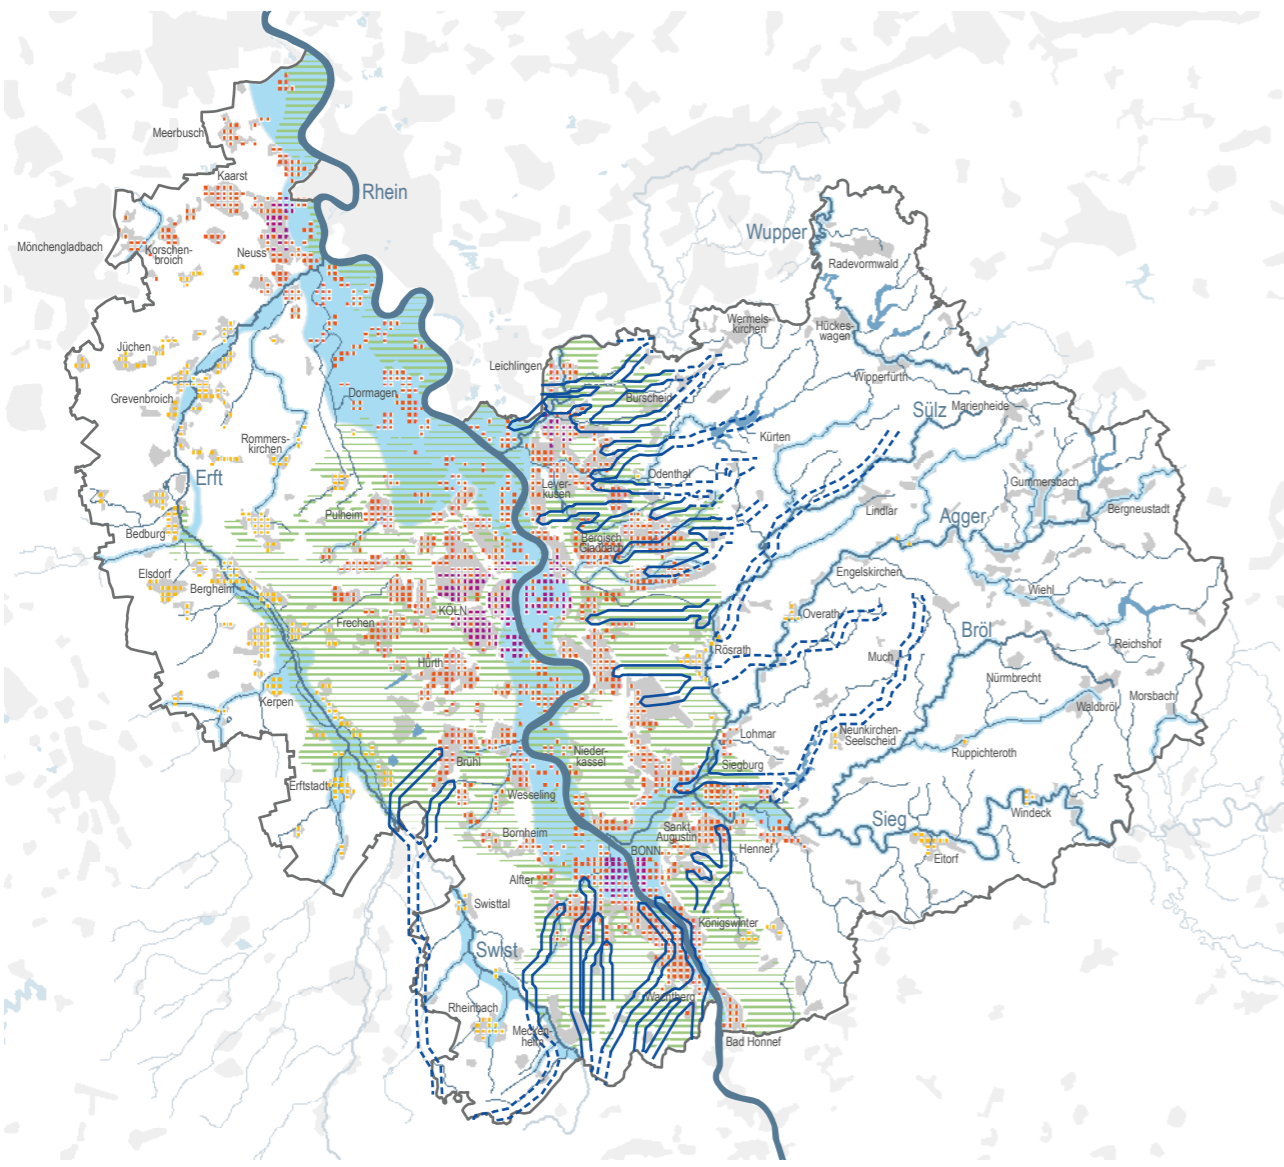 Meerbusch
Kaarst
Rhein
Mönchengladbach
Korschen-
broich
Neuss
Wupper
Radevormwald
Jüchen
Leichlingen
Wermels-
kirchen
Hückes-
wagen
Grevenbroich
Dormagen
Burscheid
Wipperfürth
Sülz
Marienheide
Rommers-
kirchen
Kürten
Erft
Odenthal
Lever-
kusen
Gummersbach
Bergneustadt
Lindlar
Pulheim
Agger
Bedburg
Bergisch
Gladbach
Elsdorf
Bergheim
Engelskirchen
Wiehl
KÖLN
Overath
Frechen
Bröl
Reichshof
Rösrath
Much
Hürth
Nümbrecht
Kerpen
Morsbach
Waldbröl
Lohmar
Neunkirchen-
Seelscheid
Nieder-
kassel
Ruppichteroth
Brühl
Siegburg
Erftstadt
Wesseling
Windeck
Sieg
Bornheim
Sankt
Augustin
Hennef
BONN
Eitorf
Alfter
Swisttal
Königswinter
Swist
Wachtberg
Rheinbach
Mecken-
heim
Bad Honnef